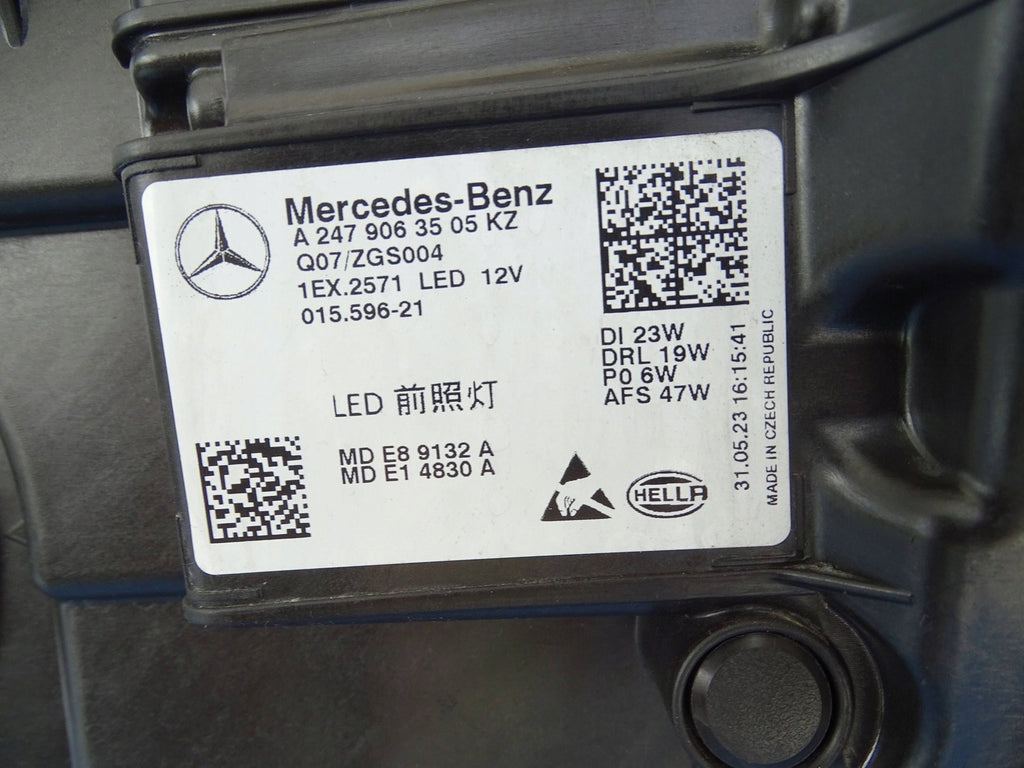 Mercedes-Benz
A 247 906 35 05 KZ
Q07/ZGS004
1EX.2571 LED 12V
015.596-21
LED 前照灯
MD E8 9132 A
MD E1 4830 A
DI 23W
DRL 19W
P0 6W
AFS 47W
HELLA
31.05.23 16:15:41
MADE IN CZECH REPUBLIC